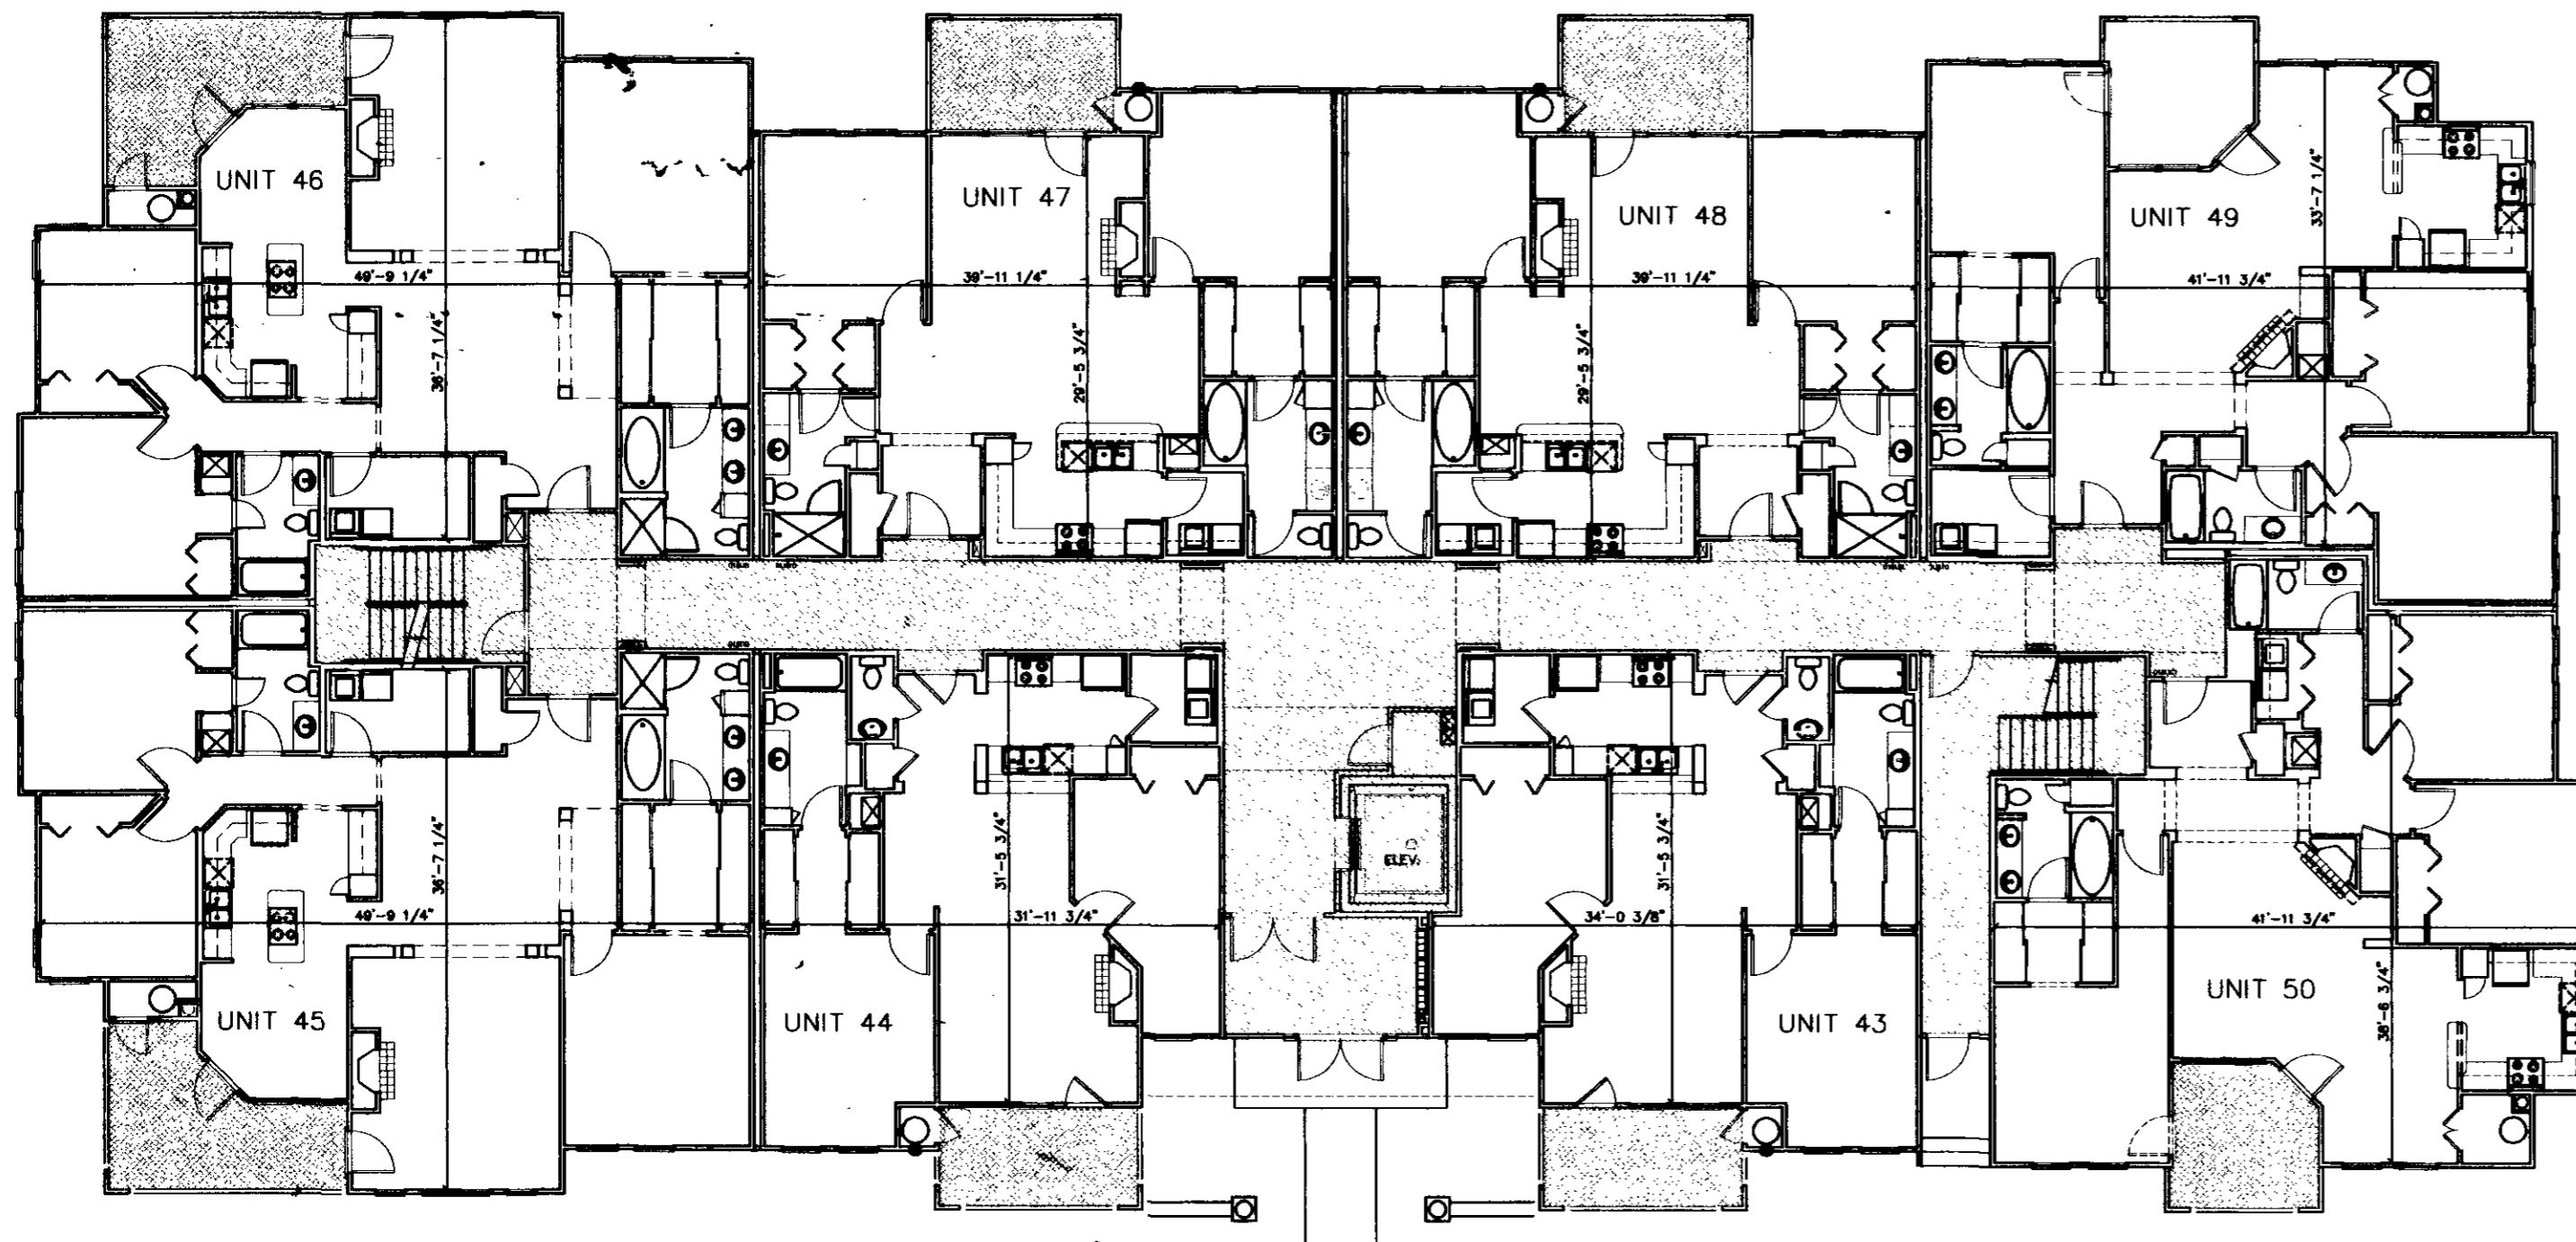 UNIT 46
UNIT 47
UNIT 48
UNIT 49
49'-9 1/4"
39'-11 1/4"
39'-11 1/4"
41'-11 3/4"
36'-7 1/4"
29'-5 3/4"
29'-5 3/4"
33'-7 1/4"
36'-7 1/4"
31'-5 3/4"
ELEV.
31'-5 3/4"
49'-9 1/4"
31'-11 3/4"
34'-0 3/8"
41'-11 3/4"
UNIT 45
UNIT 44
UNIT 43
UNIT 50
36'-6 3/4"